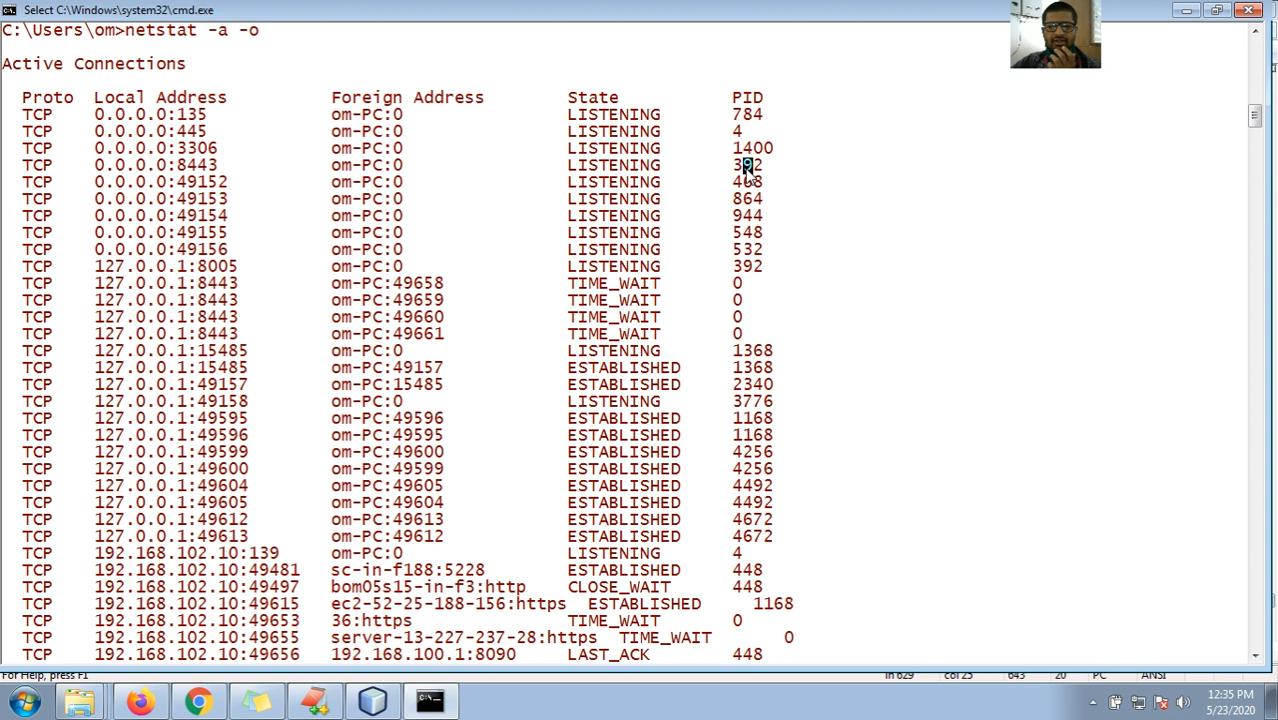 Select C:\Windows\system32\cmd.exe
C:\Users\om>netstat -a -o
Active Connections
Proto Local Address Foreign Address State PID
TCP 0.0.0.0:135 om-PC:0 LISTENING 784
TCP 0.0.0.0:445 om-PC:0 LISTENING 4
TCP 0.0.0.0:3306 om-PC:0 LISTENING 1400
TCP 0.0.0.0:8443 om-PC:0 LISTENING 392
TCP 0.0.0.0:49152 om-PC:0 LISTENING 468
TCP 0.0.0.0:49153 om-PC:0 LISTENING 864
TCP 0.0.0.0:49154 om-PC:0 LISTENING 944
TCP 0.0.0.0:49155 om-PC:0 LISTENING 548
TCP 0.0.0.0:49156 om-PC:0 LISTENING 532
TCP 127.0.0.1:8005 om-PC:0 LISTENING 392
TCP 127.0.0.1:8443 om-PC:49658 TIME_WAIT 0
TCP 127.0.0.1:8443 om-PC:49659 TIME_WAIT 0
TCP 127.0.0.1:8443 om-PC:49660 TIME_WAIT 0
TCP 127.0.0.1:8443 om-PC:49661 TIME_WAIT 0
TCP 127.0.0.1:15485 om-PC:0 LISTENING 1368
TCP 127.0.0.1:15485 om-PC:49157 ESTABLISHED 1368
TCP 127.0.0.1:49157 om-PC:15485 ESTABLISHED 2340
TCP 127.0.0.1:49158 om-PC:0 LISTENING 3776
TCP 127.0.0.1:49595 om-PC:49596 ESTABLISHED 1168
TCP 127.0.0.1:49596 om-PC:49595 ESTABLISHED 1168
TCP 127.0.0.1:49599 om-PC:49600 ESTABLISHED 4256
TCP 127.0.0.1:49600 om-PC:49599 ESTABLISHED 4256
TCP 127.0.0.1:49604 om-PC:49605 ESTABLISHED 4492
TCP 127.0.0.1:49605 om-PC:49604 ESTABLISHED 4492
TCP 127.0.0.1:49612 om-PC:49613 ESTABLISHED 4672
TCP 127.0.0.1:49613 om-PC:49612 ESTABLISHED 4672
TCP 192.168.102.10:139 om-PC:0 LISTENING 4
TCP 192.168.102.10:49481 sc-in-f188:5228 ESTABLISHED 448
TCP 192.168.102.10:49497 bom05s15-in-f3:http CLOSE_WAIT 448
TCP 192.168.102.10:49615 ec2-52-25-188-156:https ESTABLISHED 1168
TCP 192.168.102.10:49653 36:https TIME_WAIT 0
TCP 192.168.102.10:49655 server-13-227-237-28:https TIME_WAIT 0
TCP 192.168.102.10:49656 192.168.100.1:8090 LAST_ACK 448
For Help, press F1 ln 629 col 25 643 20 PC ANSI
12:35 PM
5/23/2020